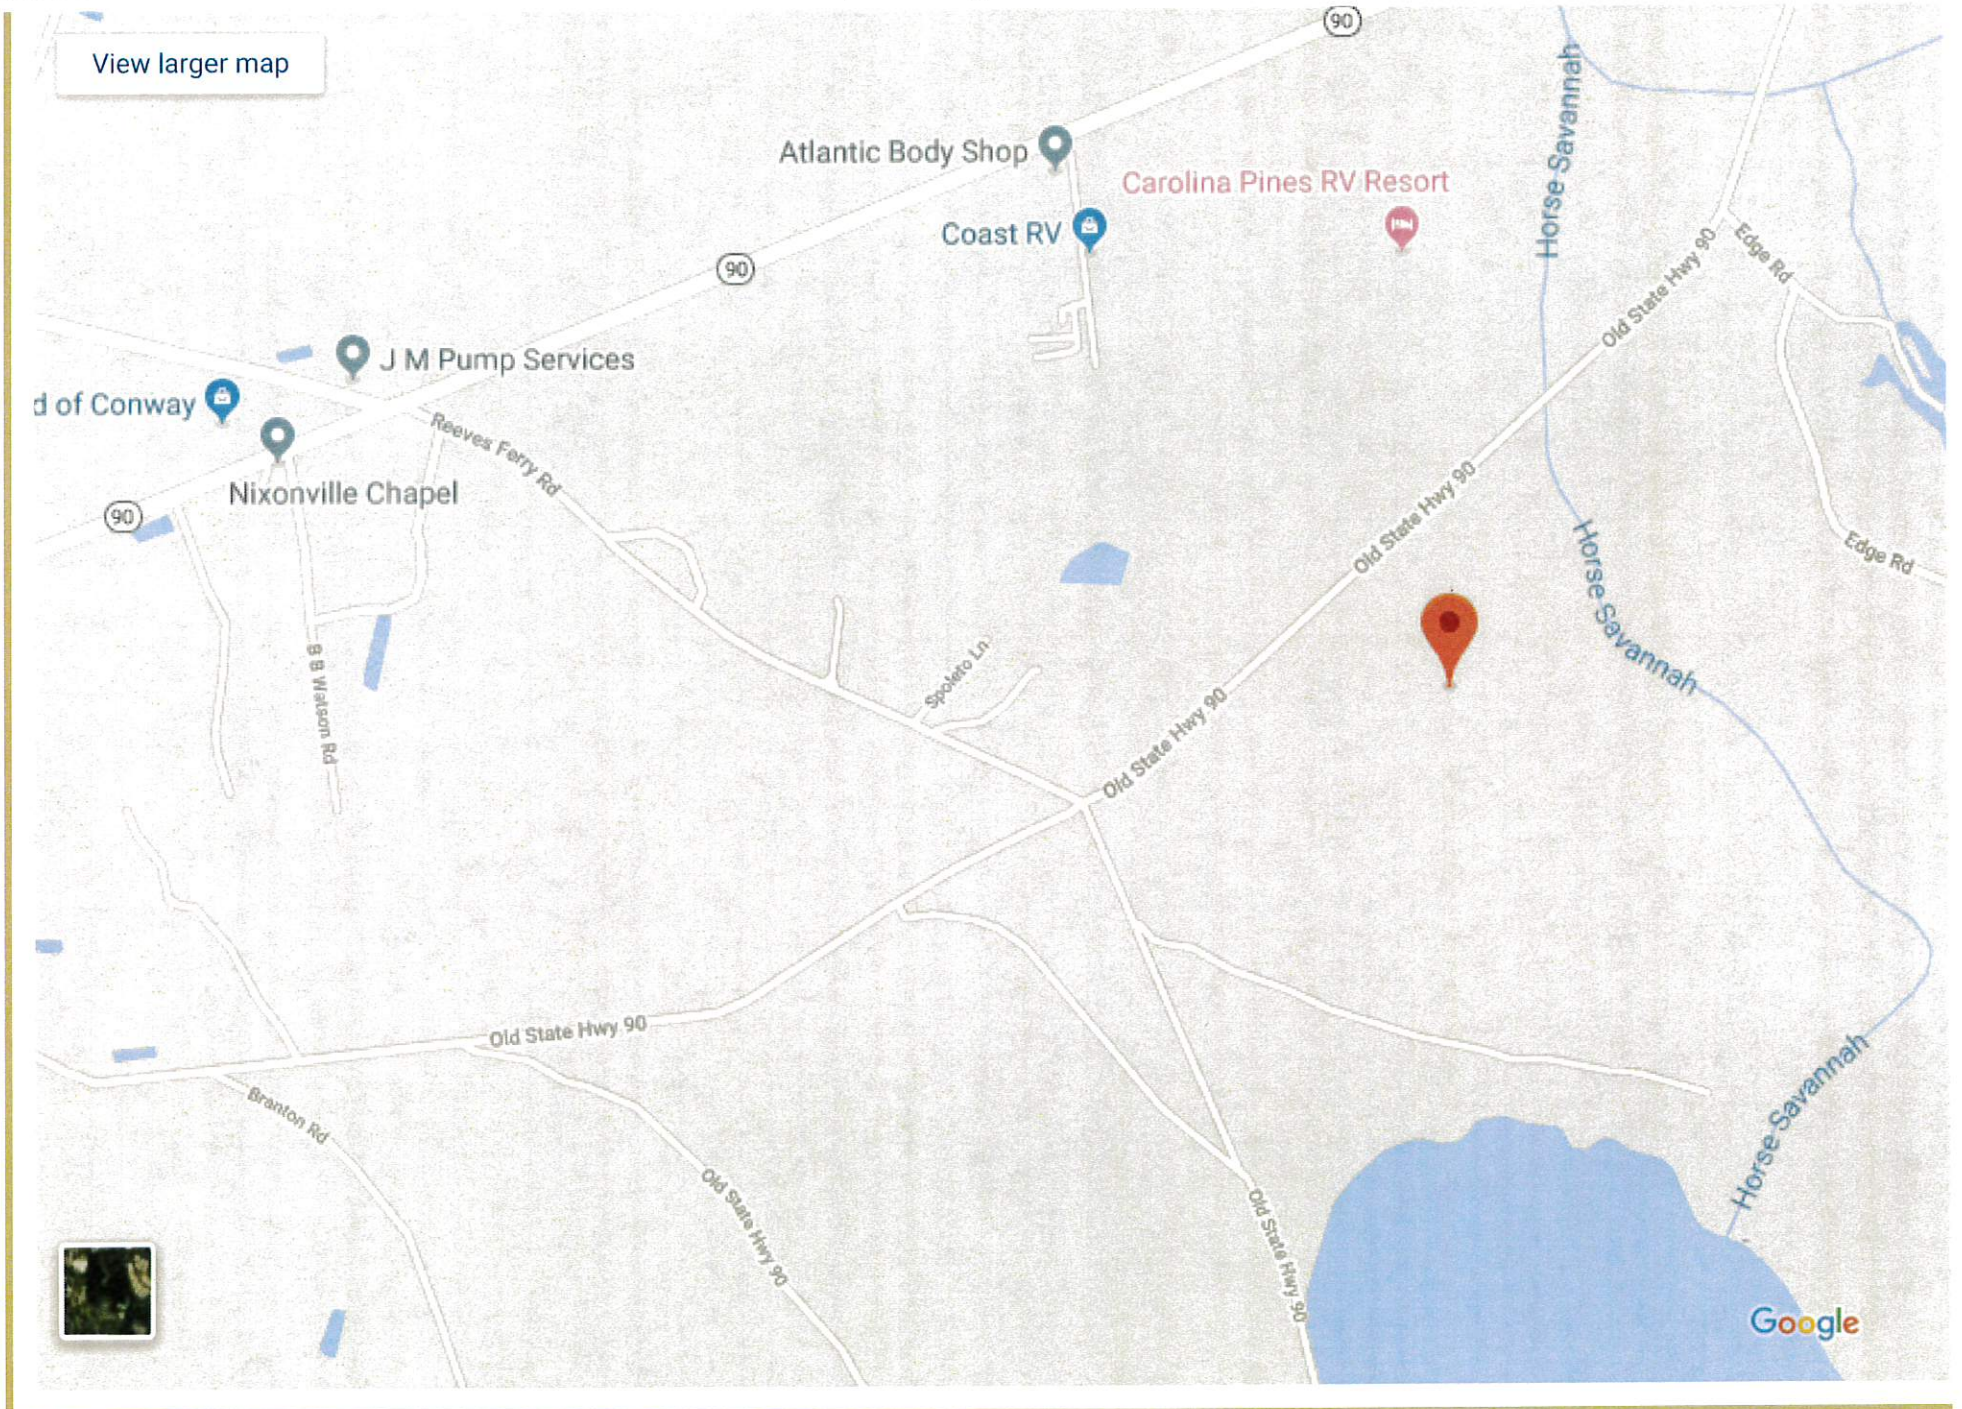 90
View larger map
Atlantic Body Shop
Carolina Pines RV Resort
Horse Savannah
Coast RV
Edge Rd
Old State Hwy 90
90
J M Pump Services
d of Conway
Reeves Ferry Rd
Nixonville Chapel
90
Old State Hwy 90
Edge Rd
Horse Savannah
Spoleto Ln
B B Watson Rd
Old State Hwy 90
Old State Hwy 90
Horse Savannah
Branton Rd
Old State Hwy 90
Old State Hwy 90
Google